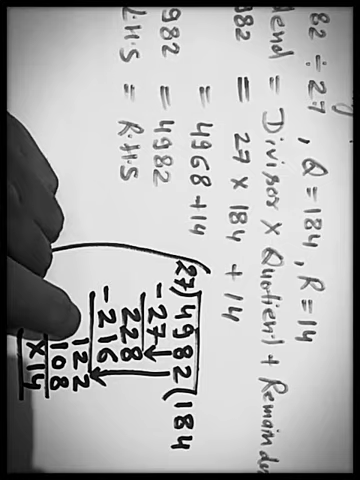 82 ÷ 27, Q = 184, R = 14
dend = Divisor × Quotient + Remainde
982 = 27 × 184 + 14
= 4968 + 14
982 = 4982
L.H.S = R.H.S
27) 4982 (184
-27
228
-216
122
108
×14